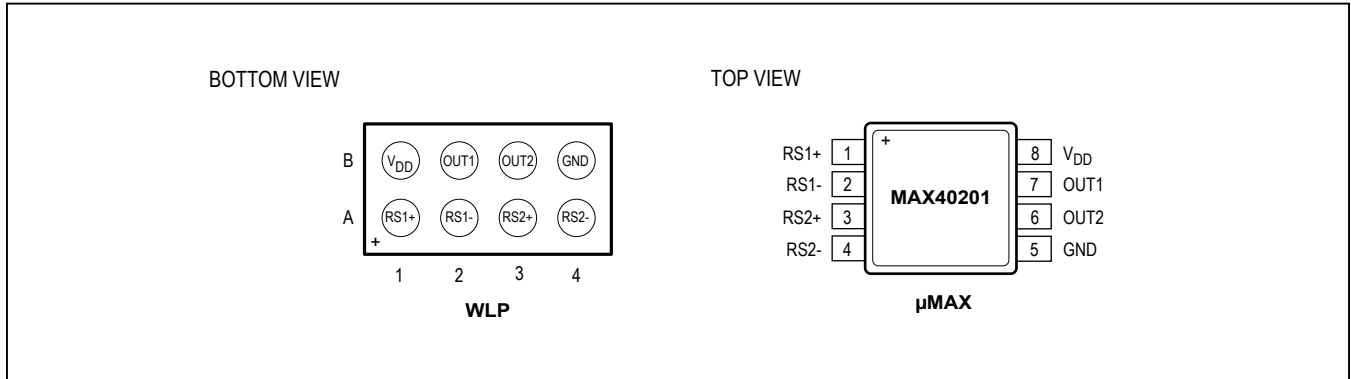 BOTTOM VIEW
B VDD OUT1 OUT2 GND
A RS1+ RS1- RS2+ RS2-
+
1 2 3 4
WLP
TOP VIEW
+
RS1+ 1 8 VDD
RS1- 2 7 OUT1
MAX40201
RS2+ 3 6 OUT2
RS2- 4 5 GND
µMAX